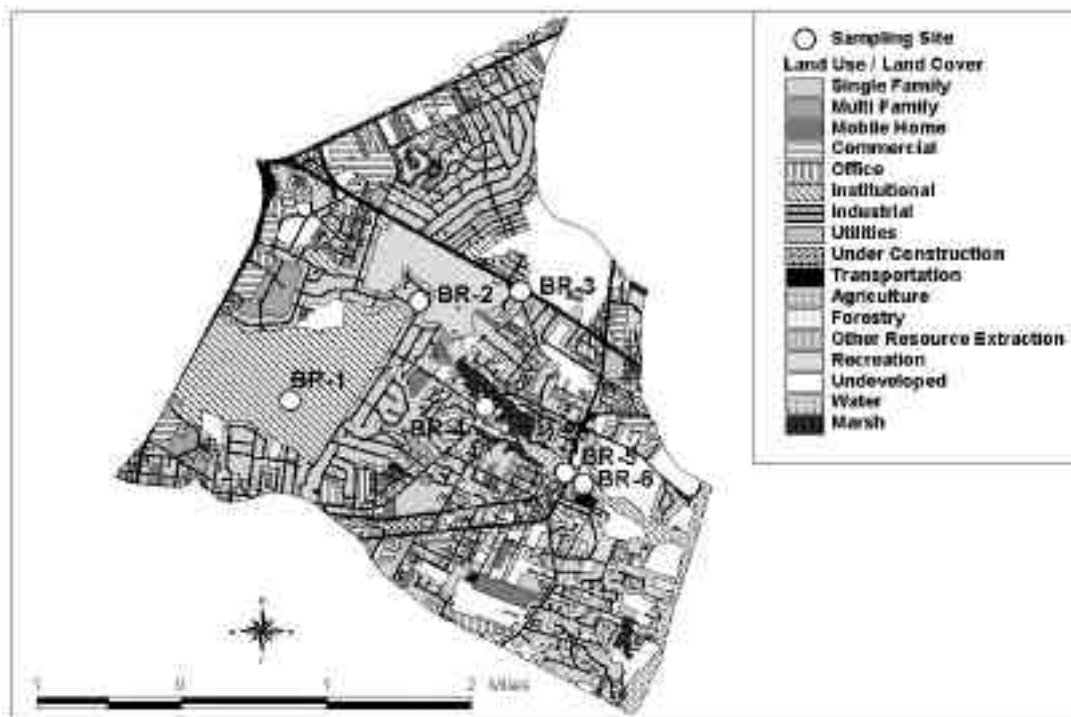 Sampling Site
Land Use / Land Cover
Single Family
Multi Family
Mobile Home
Commercial
Office
Institutional
Industrial
Utilities
Under Construction
Transportation
Agriculture
Forestry
Other Resource Extraction
Recreation
Undeveloped
Water
Marsh
BR-3
BR-2
BR-1
BR-4
BR-5
BR-6
1 0 1 2 Miles